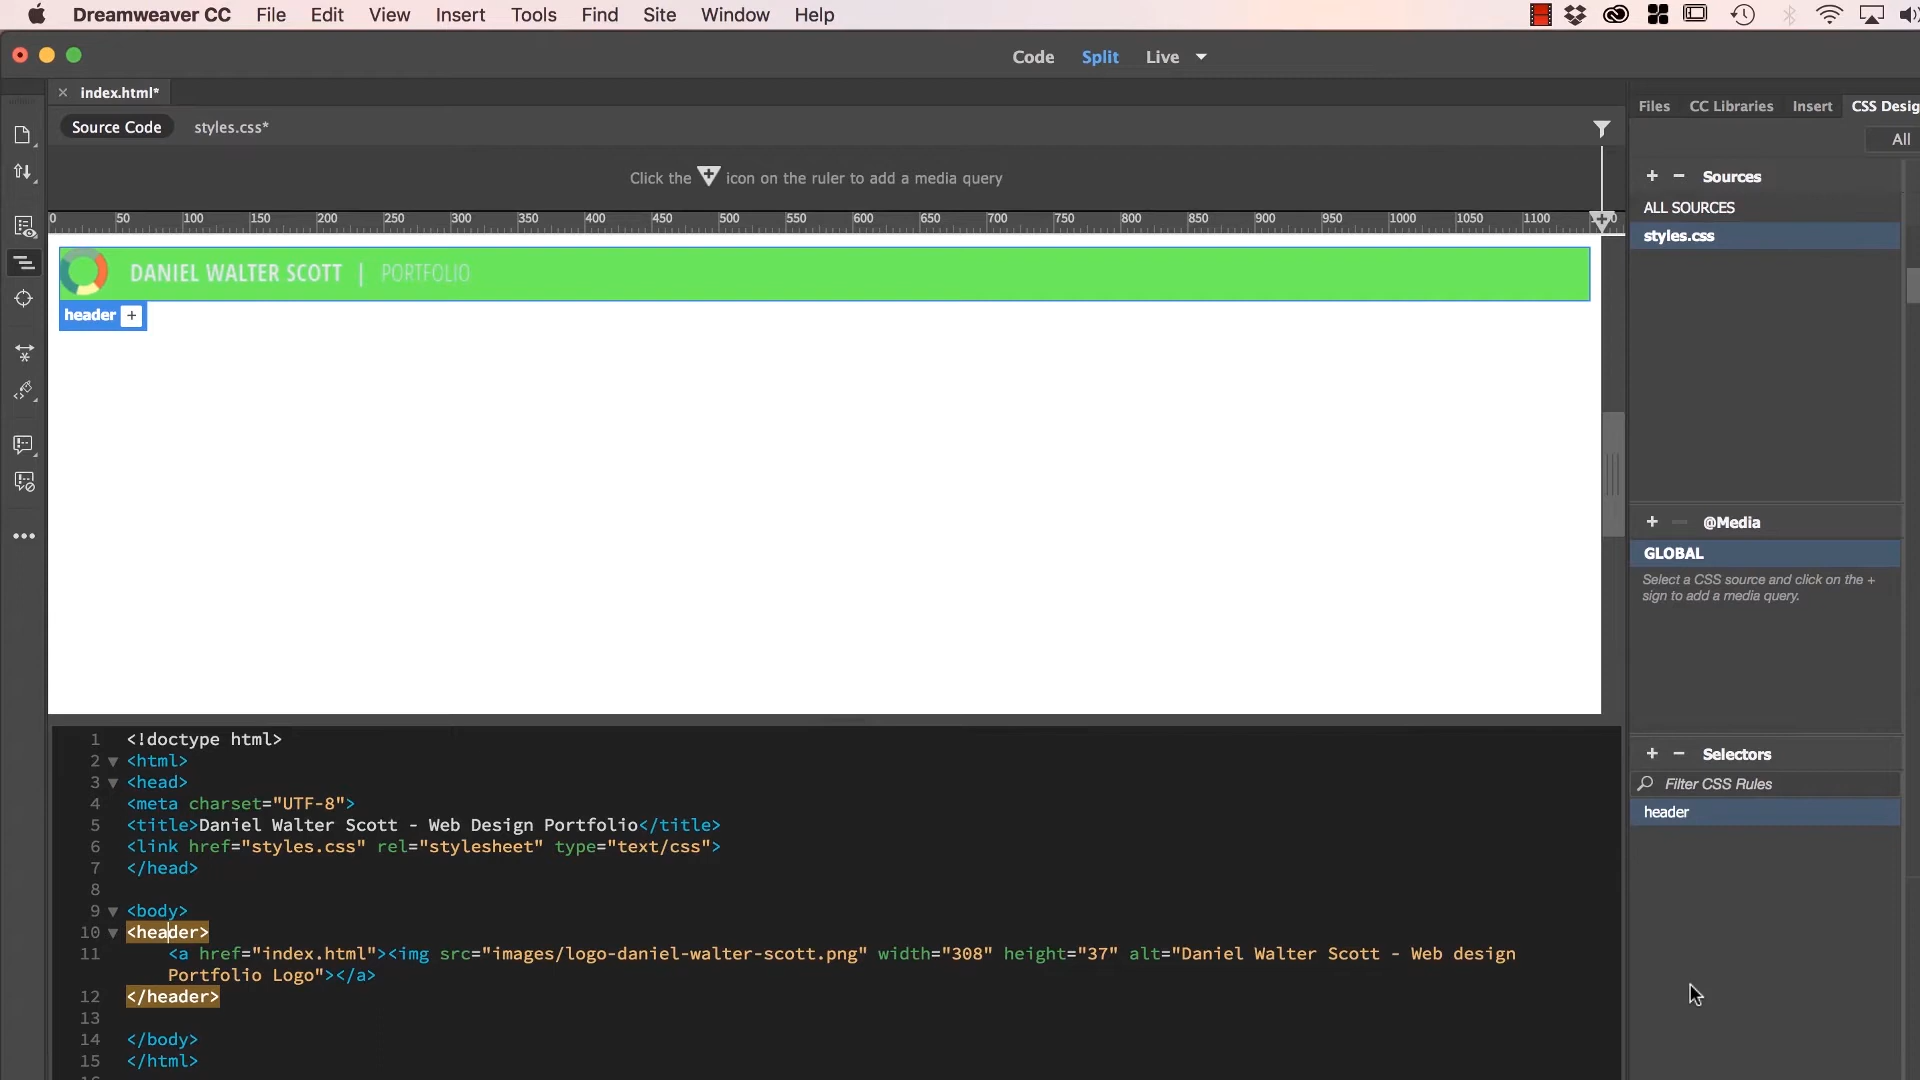 Dreamweaver CC File Edit View Insert Tools Find Site Window Help
Code Split Live
index.html*
Source Code styles.css*
Click the icon on the ruler to add a media query
0 50 100 150 200 250 300 350 400 450 500 550 600 650 700 750 800 850 900 950 1000 1050 1100
DANIEL WALTER SCOTT | PORTFOLIO
header +
1 <!doctype html>
2 <html>
3 <head>
4 <meta charset="UTF-8">
5 <title>Daniel Walter Scott - Web Design Portfolio</title>
6 <link href="styles.css" rel="stylesheet" type="text/css">
7 </head>
8
9 <body>
10 <header>
11 <a href="index.html"><img src="images/logo-daniel-walter-scott.png" width="308" height="37" alt="Daniel Walter Scott - Web design
Portfolio Logo"></a>
12 </header>
13
14 </body>
15 </html>
Files CC Libraries Insert CSS Desig
All
+ − Sources
ALL SOURCES
styles.css
+ − @Media
GLOBAL
Select a CSS source and click on the +
sign to add a media query.
+ − Selectors
Filter CSS Rules
header